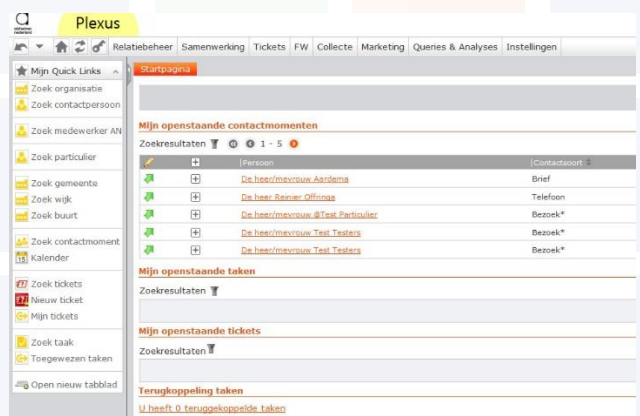 alzheimer
nederland
Plexus
Relatiebeheer Samenwerking Tickets FW Collecte Marketing Queries & Analyses Instellingen
Mijn Quick Links
Zoek organisatie
Zoek contactpersoon
Zoek medewerker AN
Zoek particulier
Zoek gemeente
Zoek wijk
Zoek buurt
Zoek contactmoment
15 Kalender
Zoek tickets
Nieuw ticket
Mijn tickets
Zoek taak
Toegewezen taken
Open nieuw tabblad
Startpagina
Mijn openstaande contactmomenten
Zoekresultaten 1 - 5
Persoon Contactsoort
De heer/mevrouw Aardema Brief
De heer Reinier Offringa Telefoon
De heer/mevrouw @Test Particulier Bezoek*
De heer/mevrouw Test Testers Bezoek*
De heer/mevrouw Test Testers Bezoek*
Mijn openstaande taken
Zoekresultaten
Mijn openstaande tickets
Zoekresultaten
Terugkoppeling taken
U heeft 0 teruggekoppelde taken